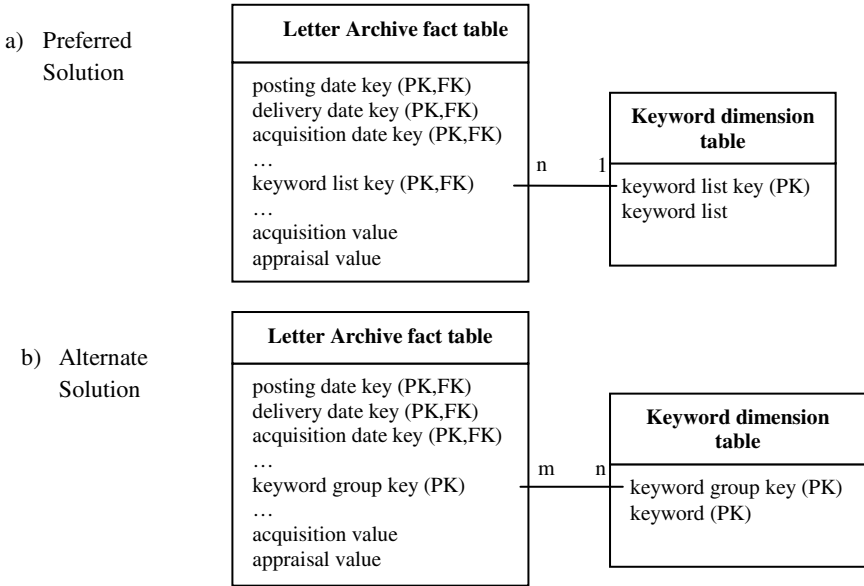 a) Preferred
Solution
Letter Archive fact table
posting date key (PK,FK)
delivery date key (PK,FK)
acquisition date key (PK,FK)
…
keyword list key (PK,FK)
…
acquisition value
appraisal value
n 1
Keyword dimension
table
keyword list key (PK)
keyword list
b) Alternate
Solution
Letter Archive fact table
posting date key (PK,FK)
delivery date key (PK,FK)
acquisition date key (PK,FK)
…
keyword group key (PK)
…
acquisition value
appraisal value
m n
Keyword dimension
table
keyword group key (PK)
keyword (PK)